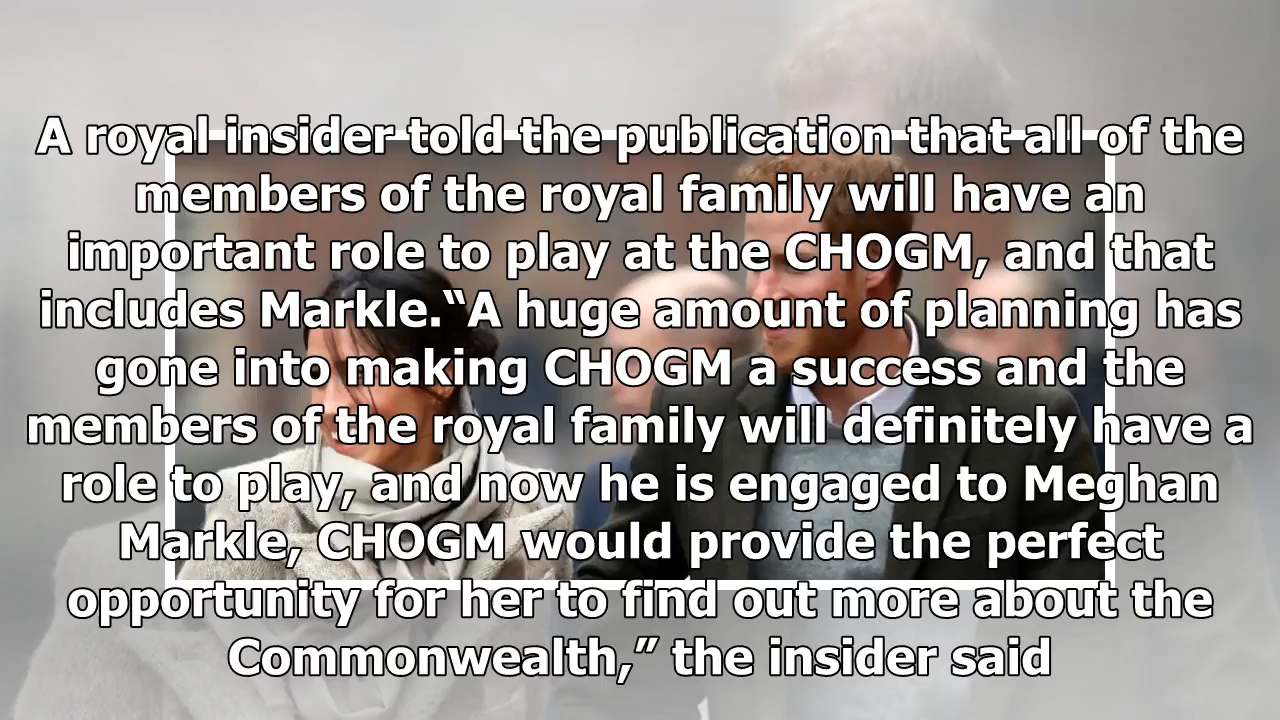 A royal insider told the publication that all of the
members of the royal family will have an
important role to play at the CHOGM, and that
includes Markle.“A huge amount of planning has
gone into making CHOGM a success and the
members of the royal family will definitely have a
role to play, and now he is engaged to Meghan
Markle, CHOGM would provide the perfect
opportunity for her to find out more about the
Commonwealth,” the insider said